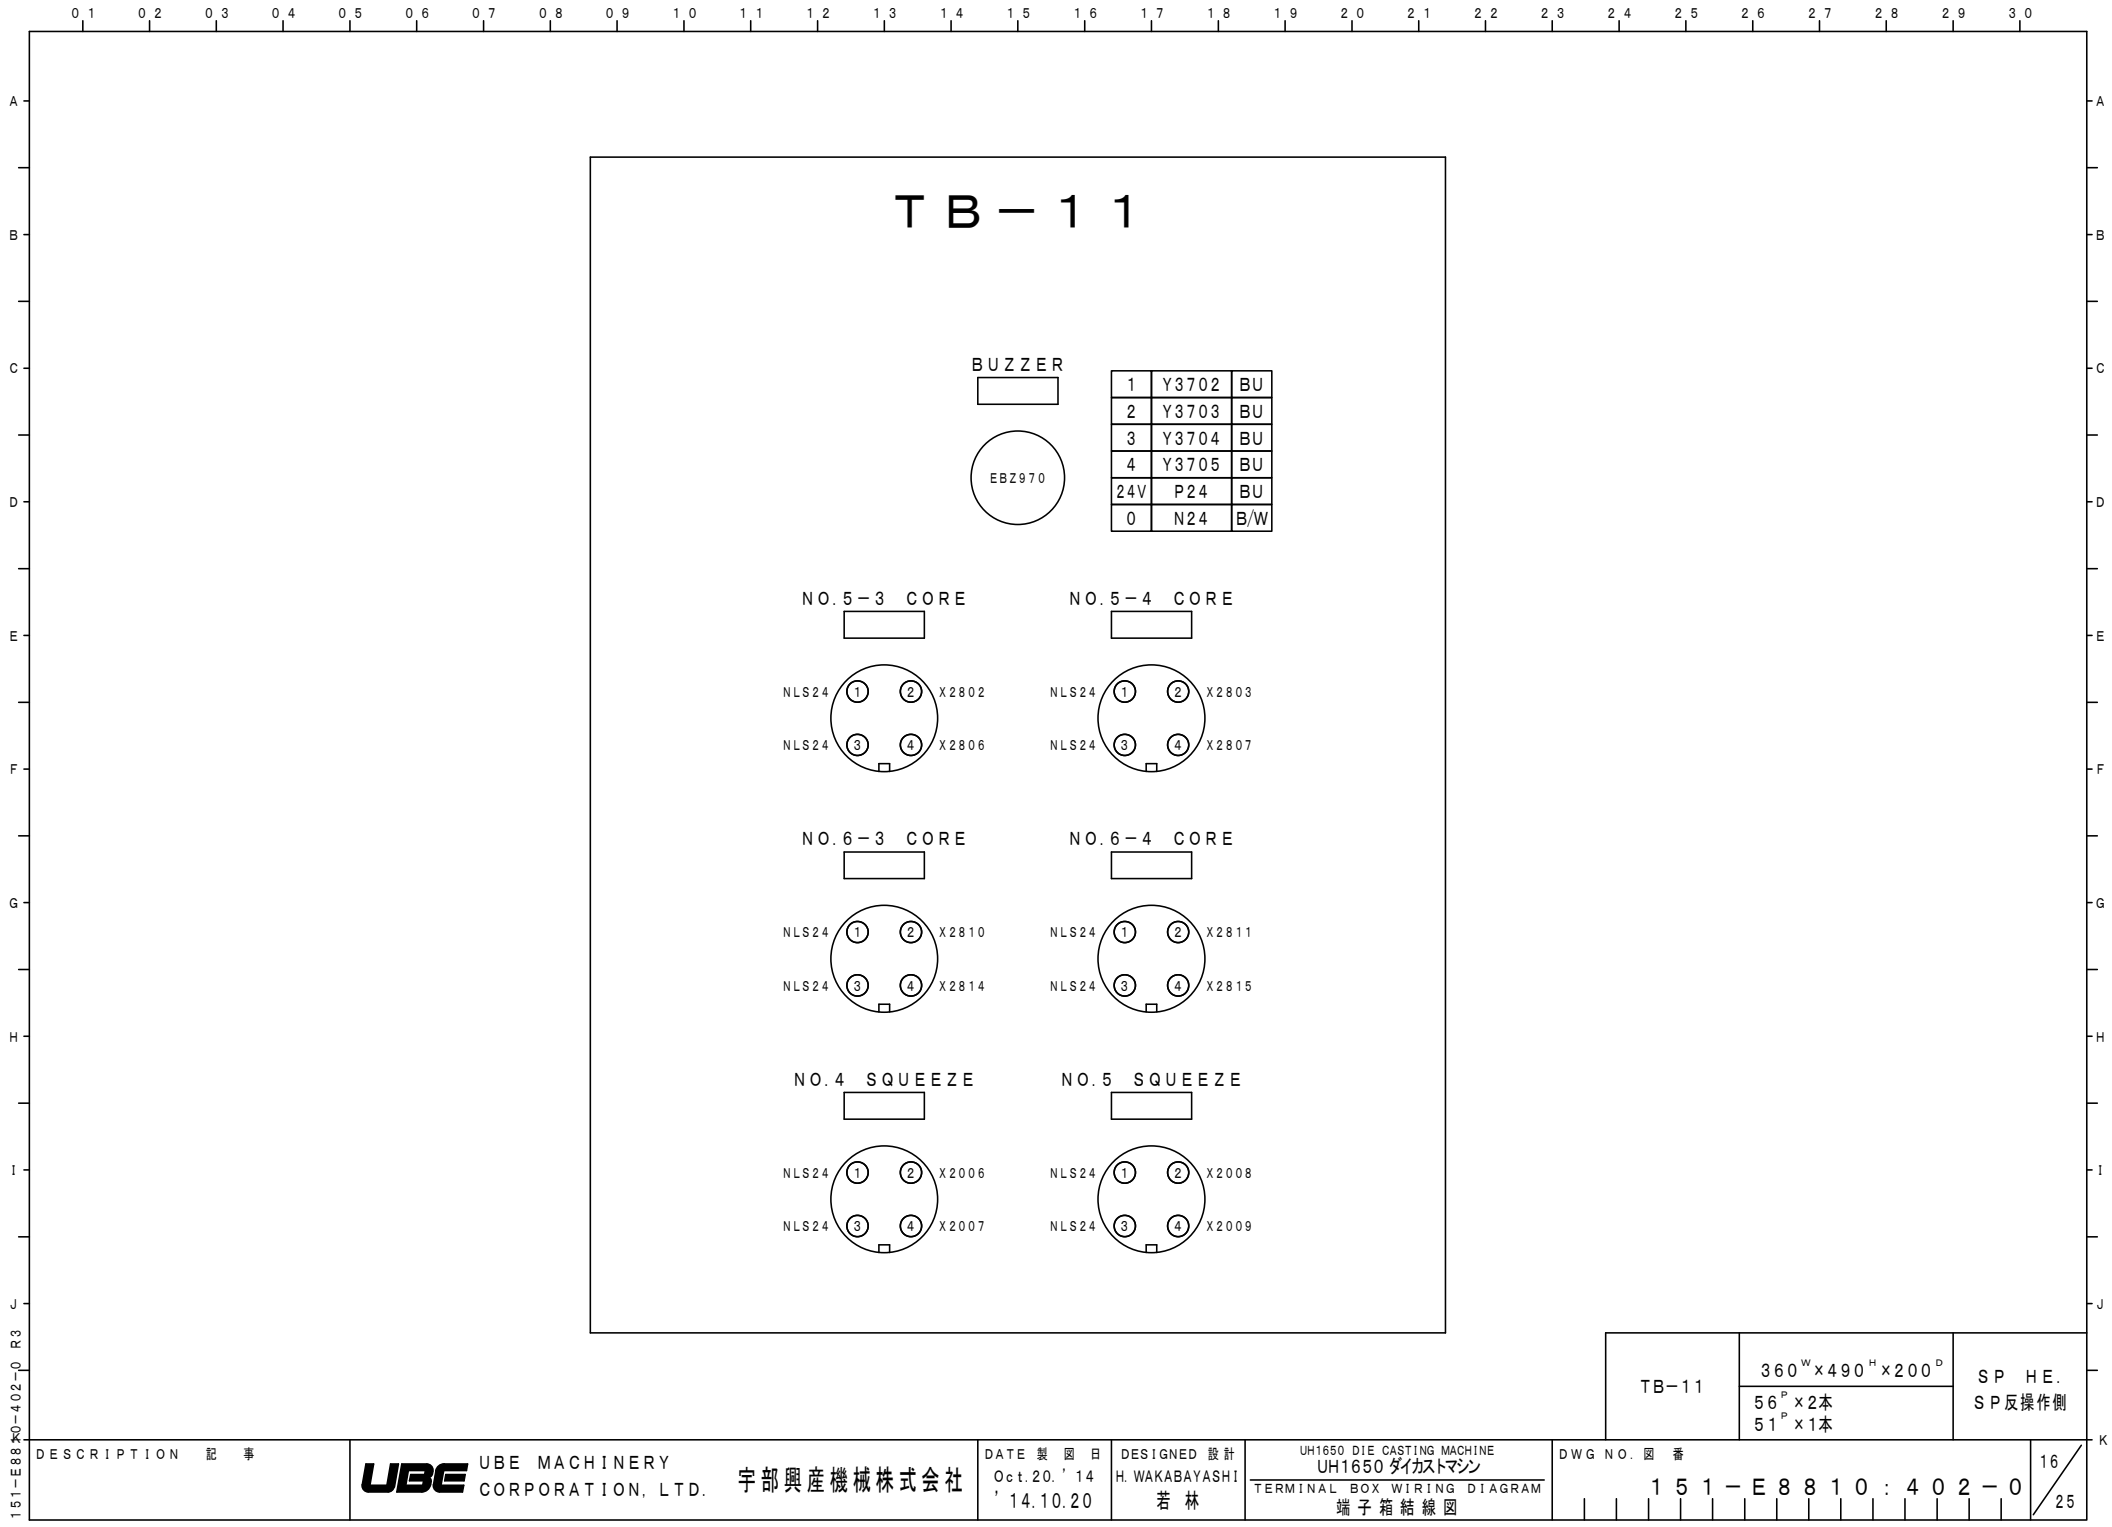 01 02 03 04 05 06 07 08 09 10 11 12 13 14 15 16 17 18 19 20 21 22 23 24 25 26 27 28 29 30
A A
B B
C C
D D
E E
F F
G G
H H
I I
J J
K K
TB-11
BUZZER
EBZ970
1 Y3702 BU
2 Y3703 BU
3 Y3704 BU
4 Y3705 BU
24V P24 BU
0 N24 B/W
NO.5-3 CORE NO.5-4 CORE
NLS24 1 2 X2802 NLS24 1 2 X2803
NLS24 3 4 X2806 NLS24 3 4 X2807
NO.6-3 CORE NO.6-4 CORE
NLS24 1 2 X2810 NLS24 1 2 X2811
NLS24 3 4 X2814 NLS24 3 4 X2815
NO.4 SQUEEZE NO.5 SQUEEZE
NLS24 1 2 X2006 NLS24 1 2 X2008
NLS24 3 4 X2007 NLS24 3 4 X2009
TB-11
360W×490H×200D
56P×2本
51P×1本
SP HE.
SP反操作側
151-E8810-402-0 R3
DESCRIPTION 記 事
UBE
UBE MACHINERY
CORPORATION, LTD.
宇部興産機械株式会社
DATE 製 図 日
Oct.20.'14
'14.10.20
DESIGNED 設計
H.WAKABAYASHI
若 林
UH1650 DIE CASTING MACHINE
UH1650 ダイカストマシン
TERMINAL BOX WIRING DIAGRAM
端子箱結線図
DWG NO. 図 番
151-E8810:402-0
16/25